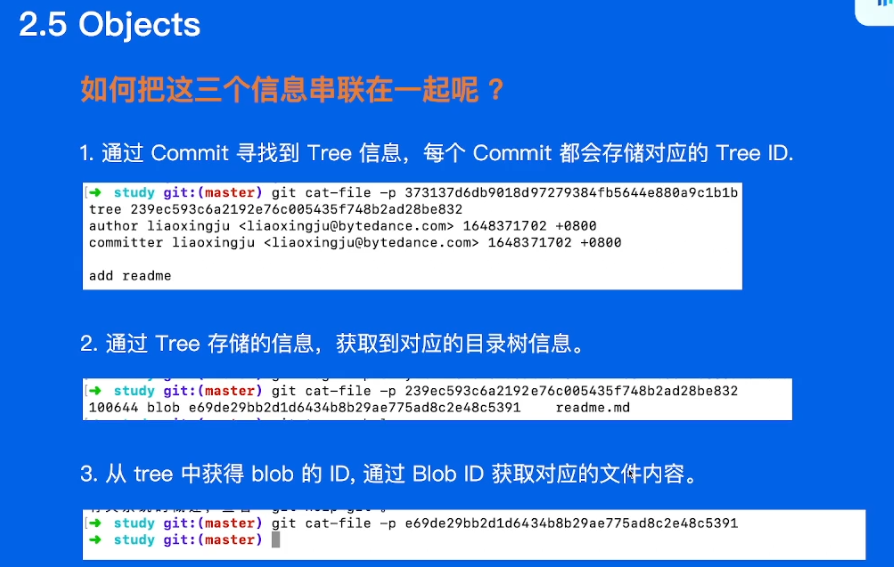 2.5 Objects
如何把这三个信息串联在一起呢？
1. 通过 Commit 寻找到 Tree 信息，每个 Commit 都会存储对应的 Tree ID.
[➜ study git:(master) git cat-file -p 373137d6db9018d97279384fb5644e880a9c1b1b
tree 239ec593c6a2192e76c005435f748b2ad28be832
author liaoxingju <liaoxingju@bytedance.com> 1648371702 +0800
committer liaoxingju <liaoxingju@bytedance.com> 1648371702 +0800
add readme
2. 通过 Tree 存储的信息，获取到对应的目录树信息。
[➜ study git:(master) git cat-file -p 239ec593c6a2192e76c005435f748b2ad28be832
100644 blob e69de29bb2d1d6434b8b29ae775ad8c2e48c5391 readme.md
3. 从 tree 中获得 blob 的 ID, 通过 Blob ID 获取对应的文件内容。
[➜ study git:(master) git cat-file -p e69de29bb2d1d6434b8b29ae775ad8c2e48c5391
➜ study git:(master)